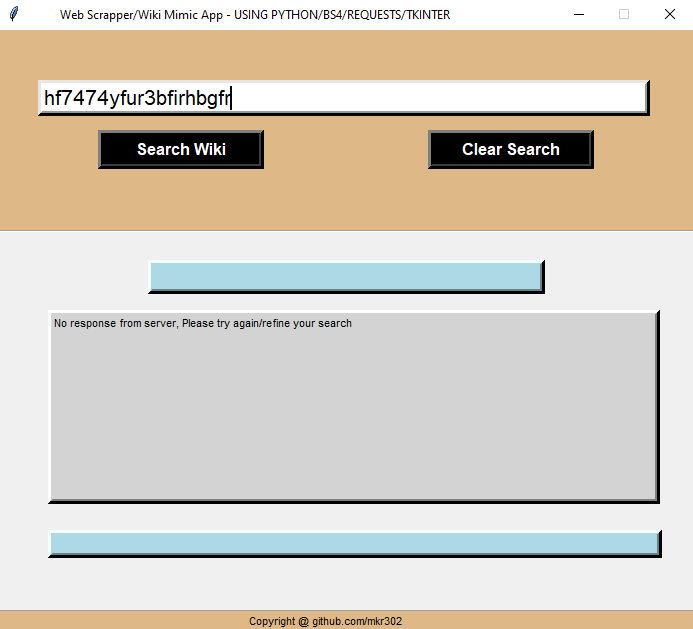 Web Scrapper/Wiki Mimic App - USING PYTHON/BS4/REQUESTS/TKINTER
hf7474yfur3bfirhbgfr
Search Wiki
Clear Search
No response from server, Please try again/refine your search
Copyright @ github.com/mkr302